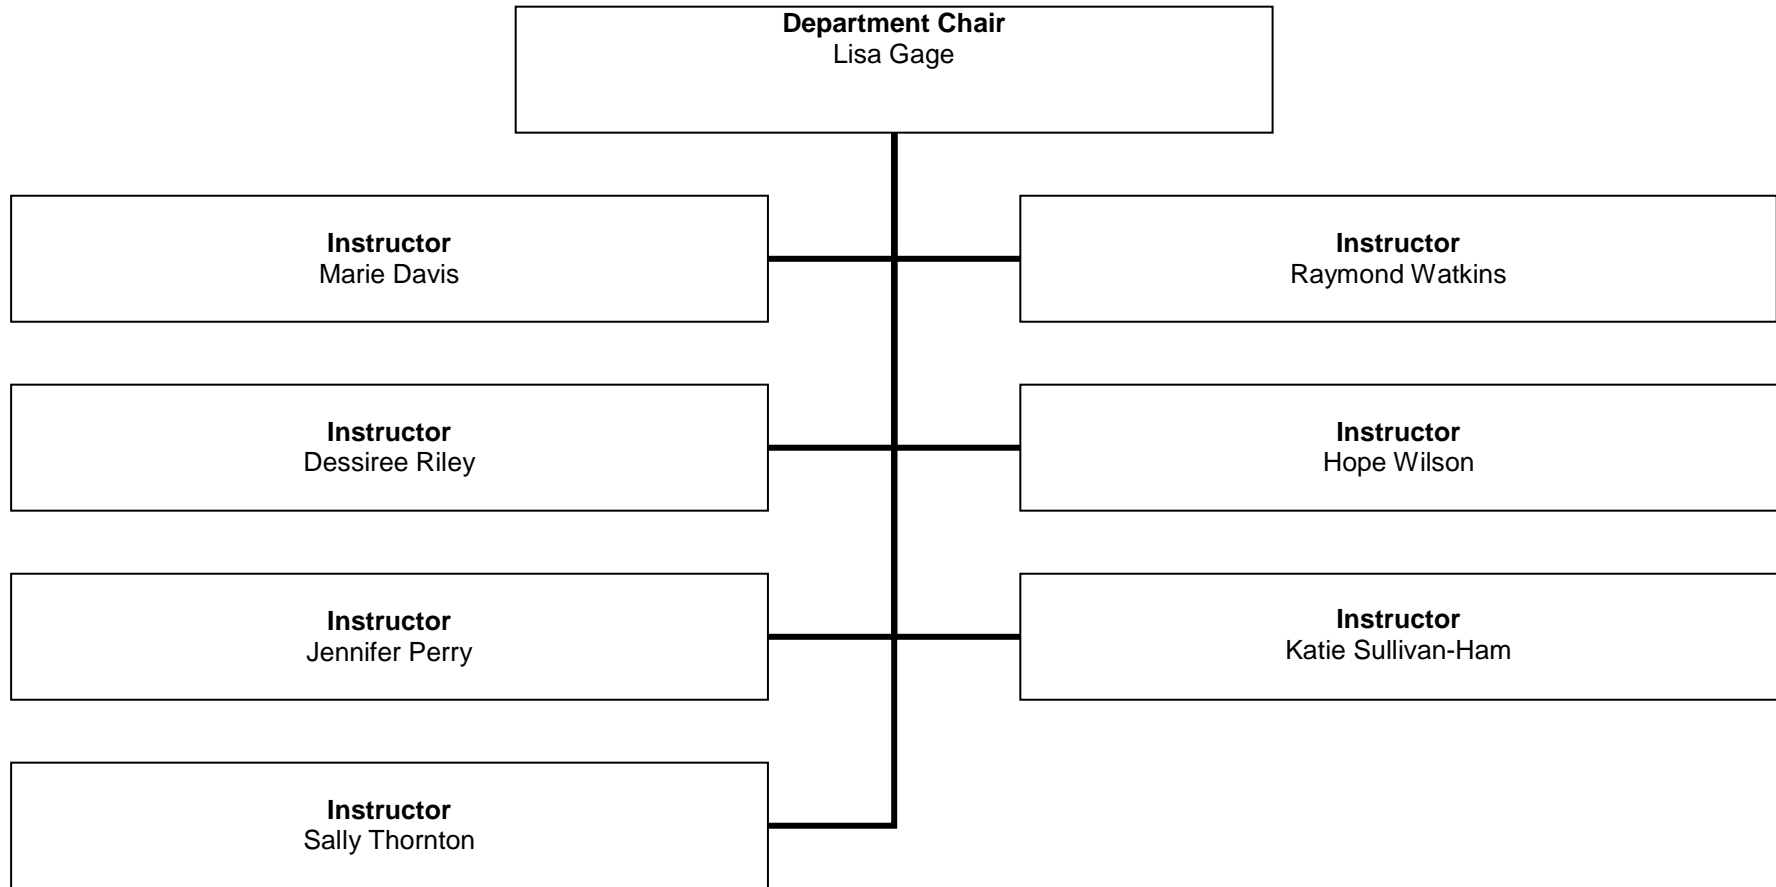 Department Chair
Lisa Gage
Instructor
Marie Davis
Instructor
Raymond Watkins
Instructor
Dessiree Riley
Instructor
Hope Wilson
Instructor
Jennifer Perry
Instructor
Katie Sullivan-Ham
Instructor
Sally Thornton